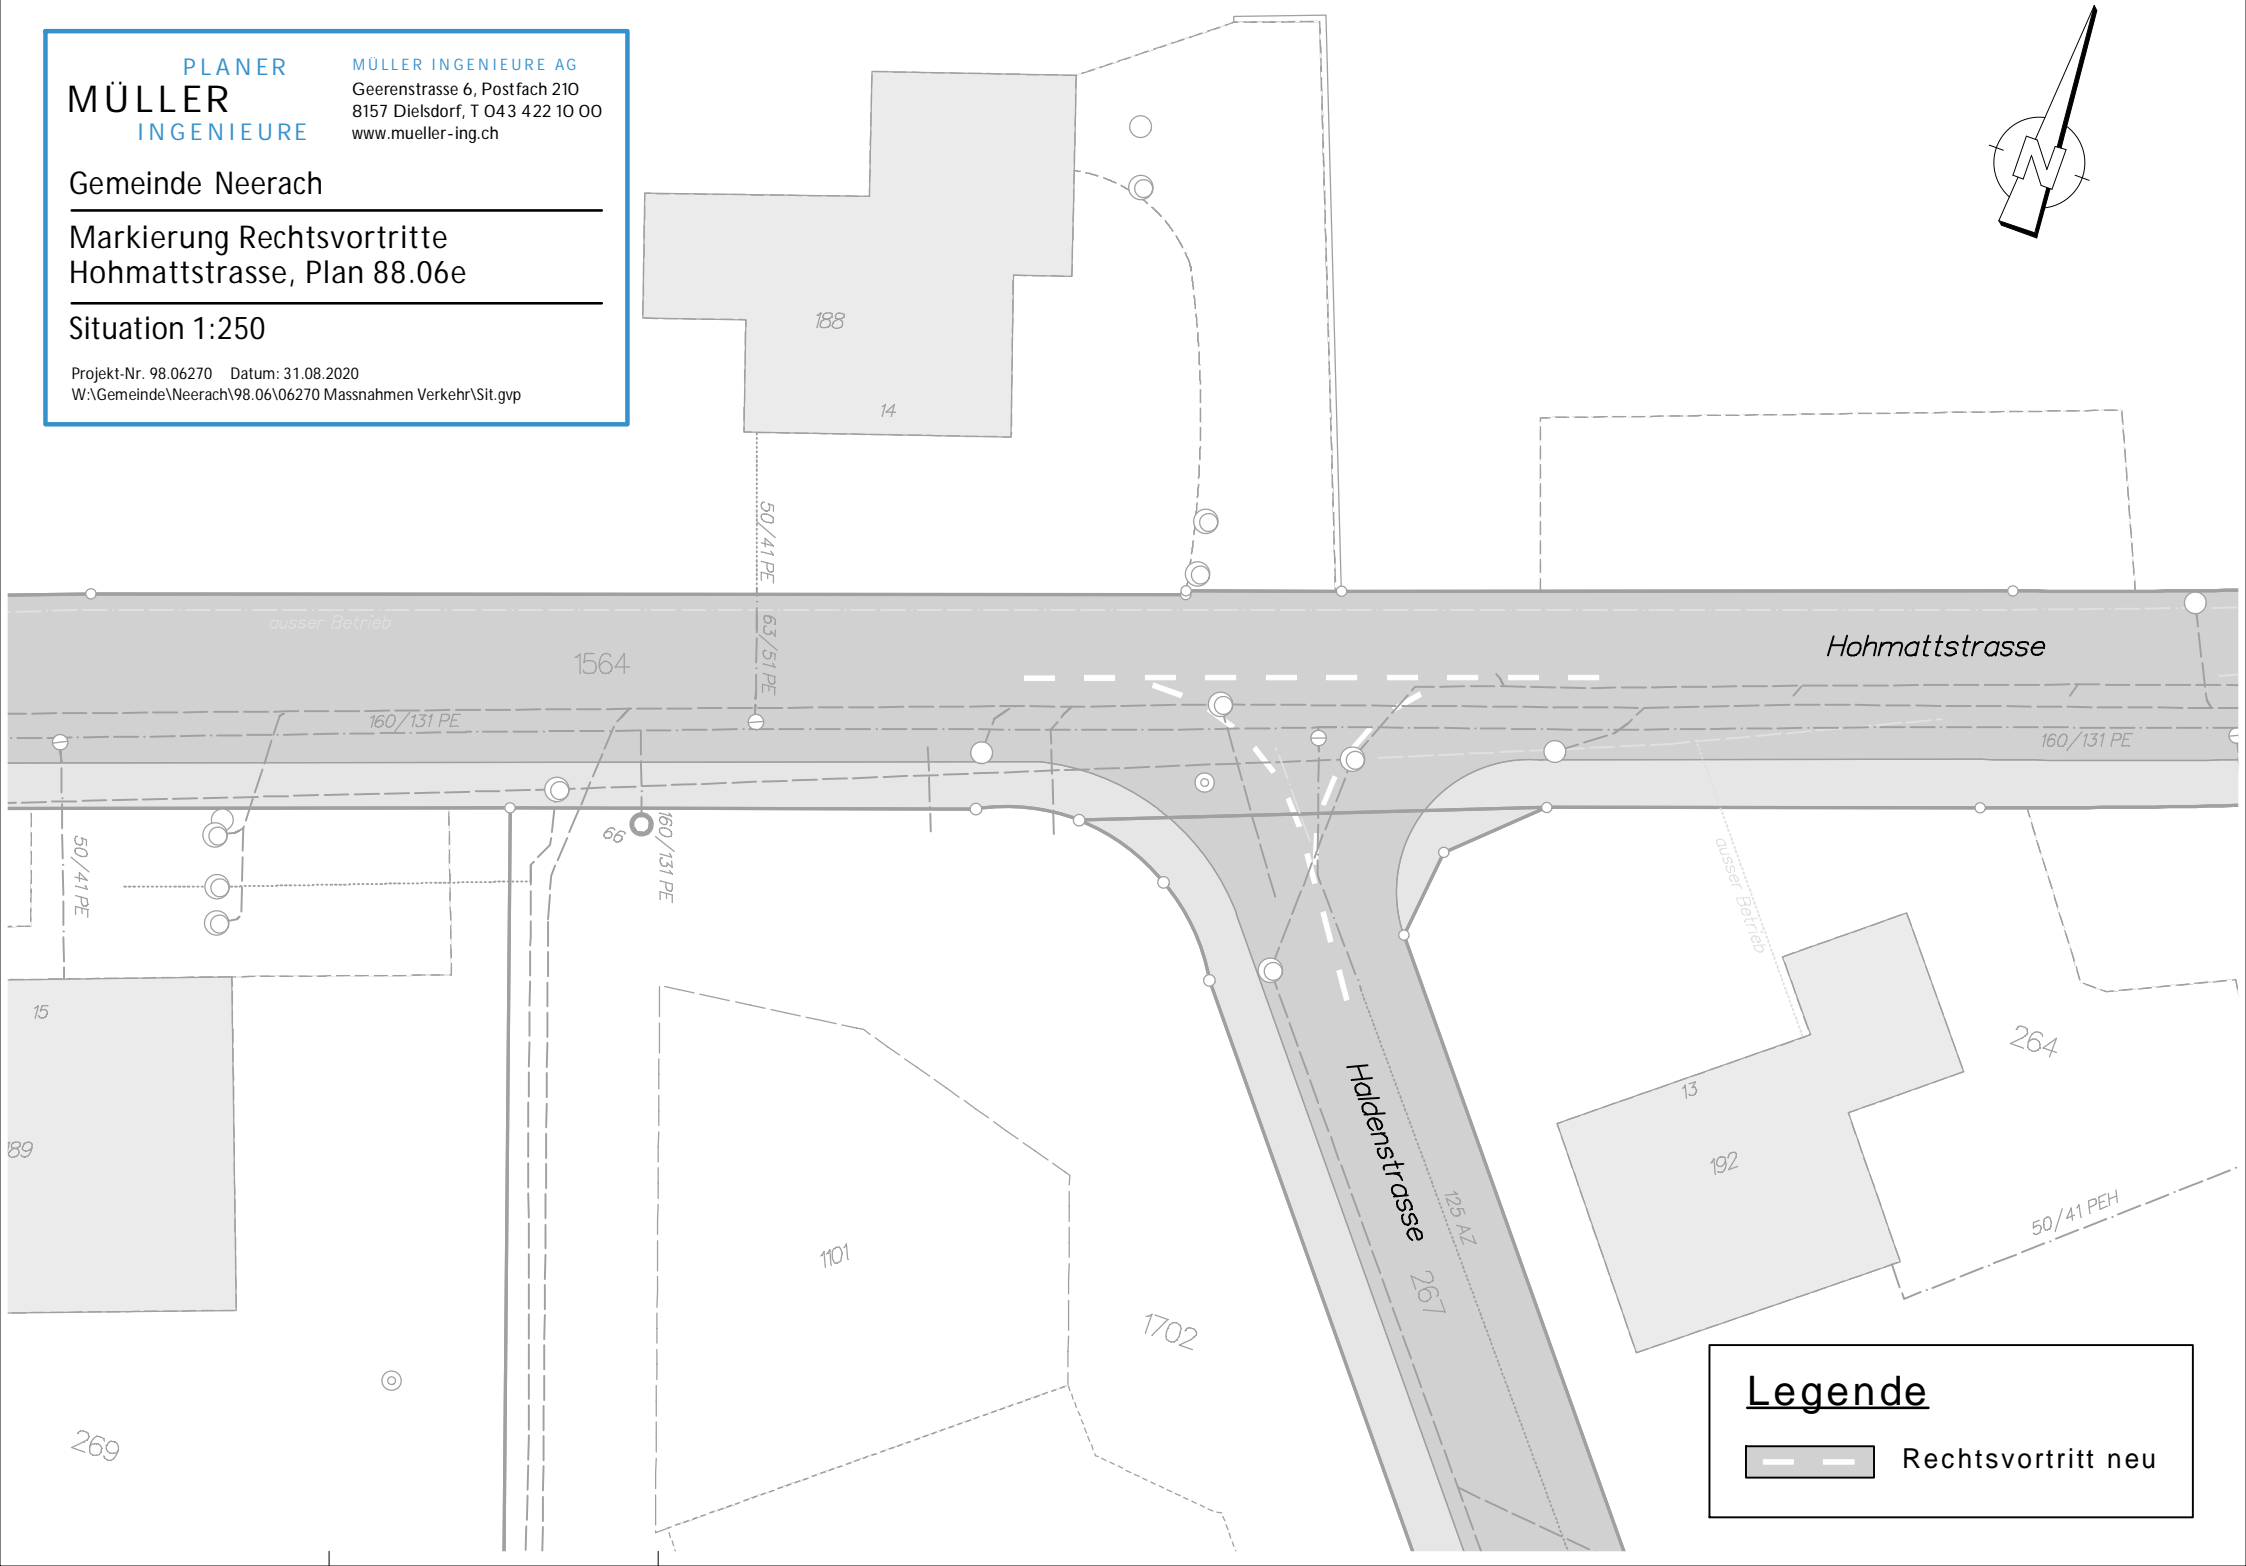 PLANER
MÜLLER
INGENIEURE
MÜLLER INGENIEURE AG
Geerenstrasse 6, Postfach 210
8157 Dielsdorf, T 043 422 10 00
www.mueller-ing.ch
Gemeinde Neerach
Markierung Rechtsvortritte
Hohmattstrasse, Plan 88.06e
Situation 1:250
Projekt-Nr. 98.06270 Datum: 31.08.2020
W:\Gemeinde\Neerach\98.06\06270 Massnahmen Verkehr\Sit.gvp
N
188
14
50/41 PE
63/51 PE
ausser Betrieb
1564
Hohmattstrasse
160/131 PE
160/131 PE
66
160/131 PE
50/41 PE
ausser Betrieb
15
189
264
13
192
Haldenstrasse
125 AZ
267
50/41 PEH
1101
1702
269
Legende
Rechtsvortritt neu